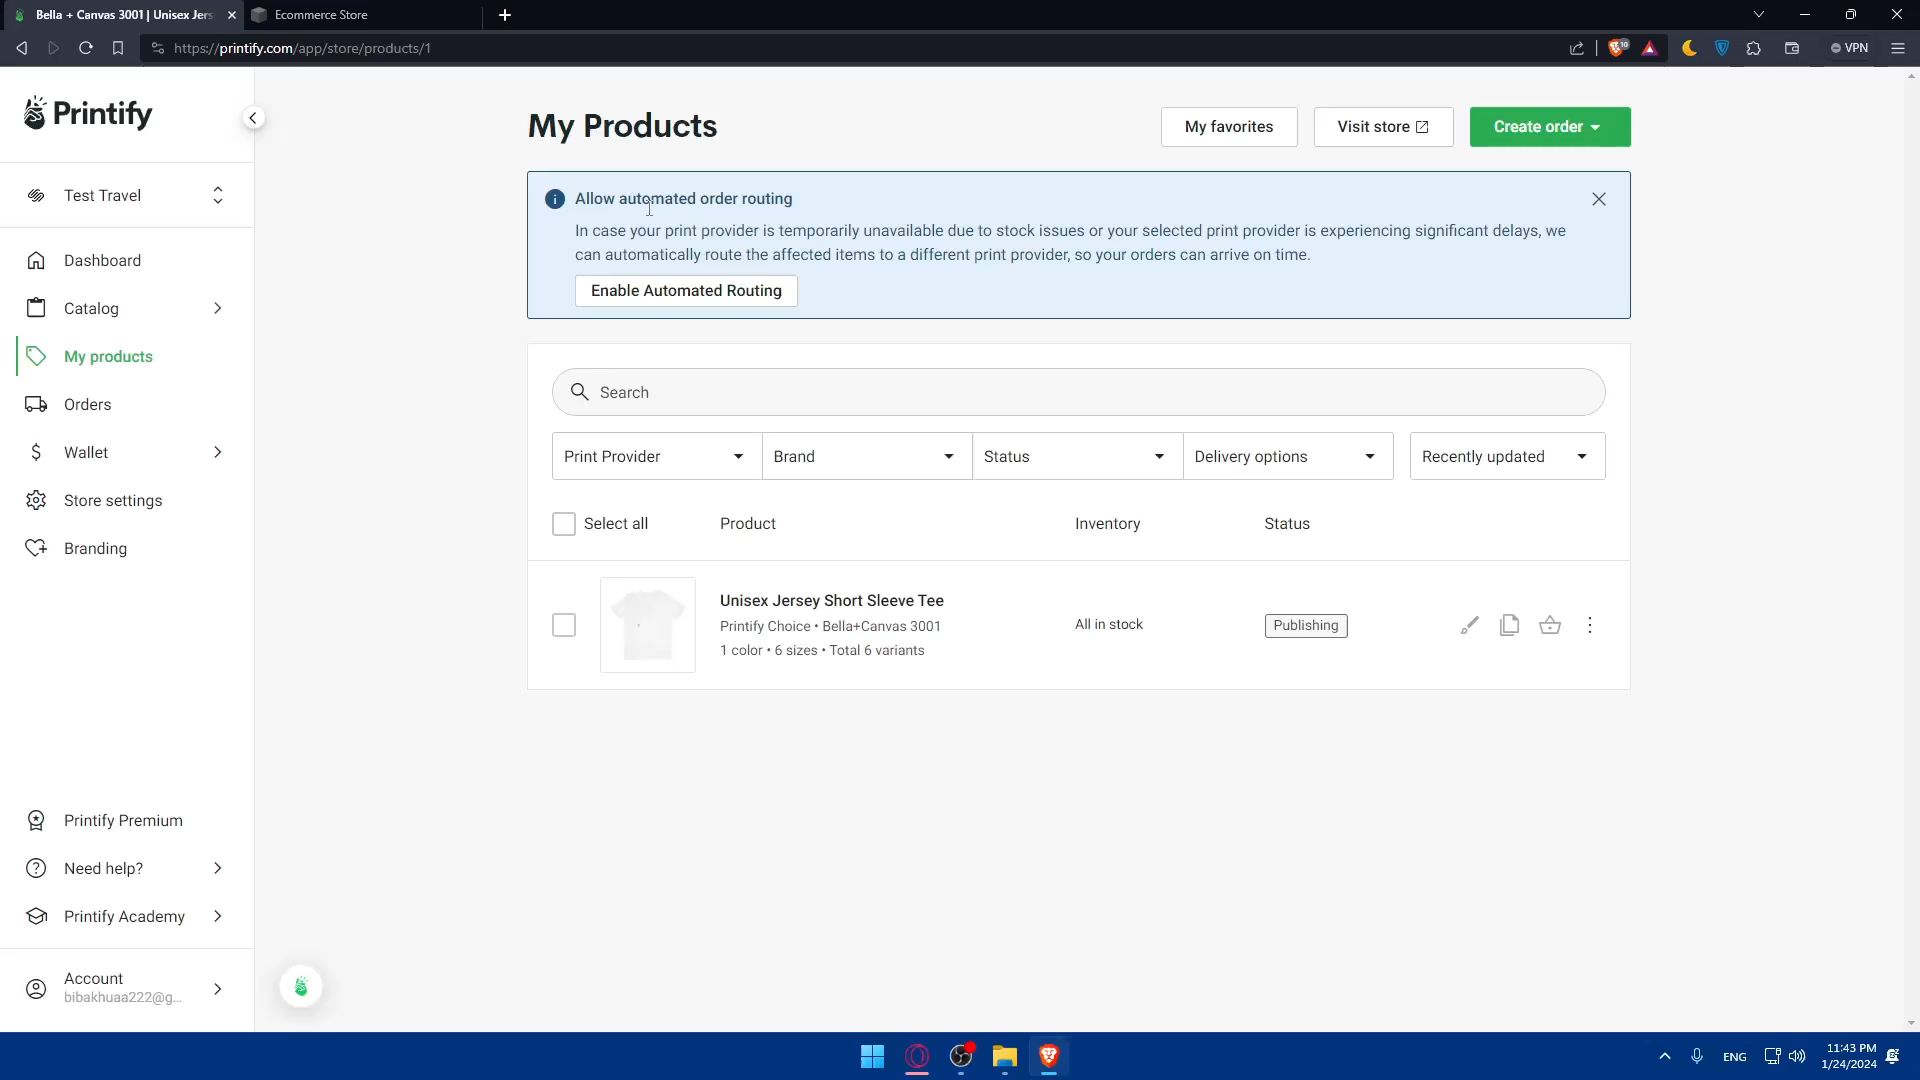 Bella + Canvas 3001 | Unisex Jers
Ecommerce Store
https://printify.com/app/store/products/1
VPN
Printify
Test Travel
Dashboard
Catalog
My products
Orders
Wallet
Store settings
Branding
Printify Premium
Need help?
Printify Academy
Account
bibakhuaa222@g...
My Products
My favorites
Visit store
Create order
Allow automated order routing
In case your print provider is temporarily unavailable due to stock issues or your selected print provider is experiencing significant delays, we
can automatically route the affected items to a different print provider, so your orders can arrive on time.
Enable Automated Routing
Search
Print Provider
Brand
Status
Delivery options
Recently updated
Select all
Product
Inventory
Status
Unisex Jersey Short Sleeve Tee
Printify Choice • Bella+Canvas 3001
1 color • 6 sizes • Total 6 variants
All in stock
Publishing
ENG
11:43 PM
1/24/2024